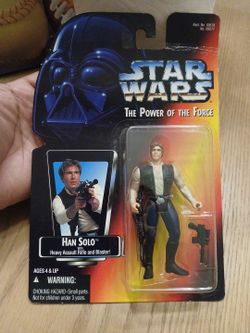 STAR
WARS
THE POWER OF THE FORCE
HAN SOLO
with
Heavy Assault Rifle and Blaster!
AGES 4 & UP
WARNING:
CHOKING HAZARD-Small parts.
Not for children under 3 years.